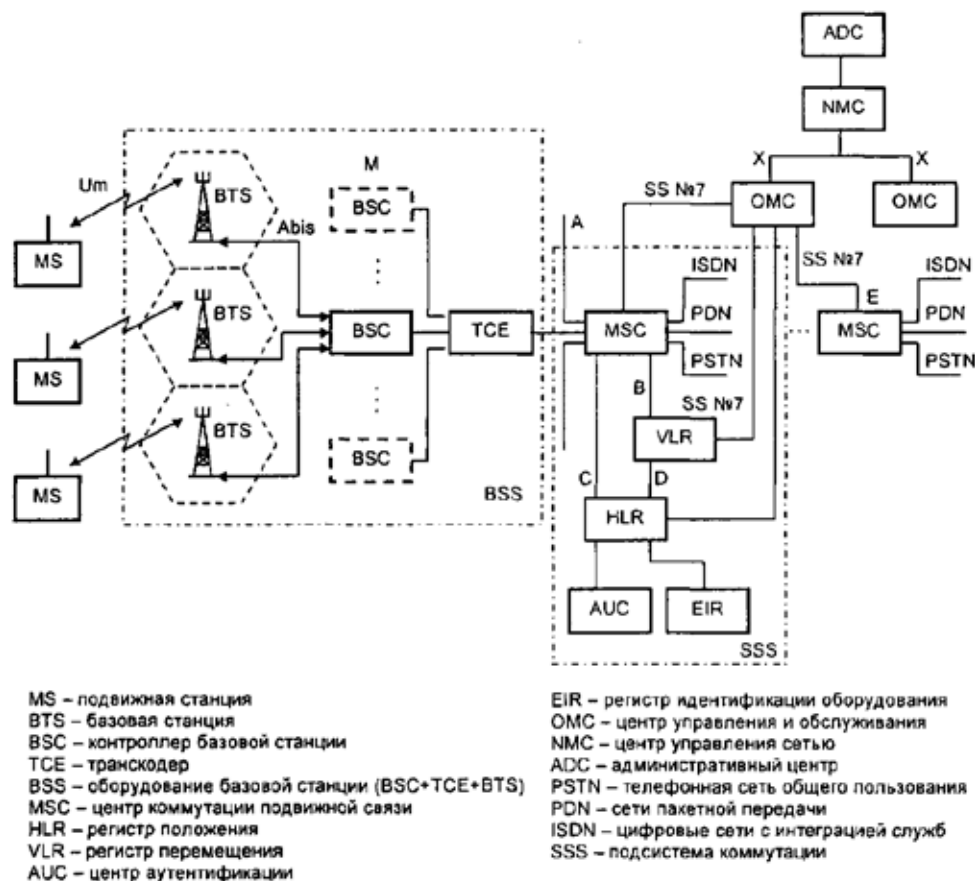 ADC
NMC
X X
OMC OMC
SS №7
A
M
BSC
BTS
Um
Abis
MS
ISDN
PDN
PSTN
SS №7
E
ISDN
PDN
PSTN
BTS
MS
BSC
TCE
MSC
MSC
B
SS №7
VLR
BTS
MS
BSC
BSS
C D
HLR
AUC EIR
SSS
MS – подвижная станция
BTS – базовая станция
BSC – контроллер базовой станции
TCE – транскодер
BSS – оборудование базовой станции (BSC+TCE+BTS)
MSC – центр коммутации подвижной связи
HLR – регистр положения
VLR – регистр перемещения
AUC – центр аутентификации
EIR – регистр идентификации оборудования
OMC – центр управления и обслуживания
NMC – центр управления сетью
ADC – административный центр
PSTN – телефонная сеть общего пользования
PDN – сети пакетной передачи
ISDN – цифровые сети с интеграцией служб
SSS – подсистема коммутации